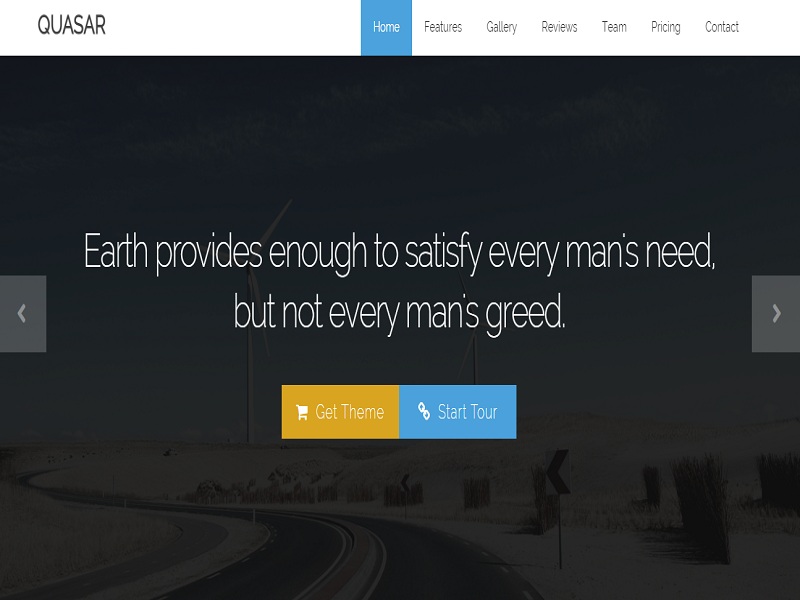 QUASAR
Home Features Gallery Reviews Team Pricing Contact
Earth provides enough to satisfy every man's need,
but not every man's greed.
Get Theme Start Tour